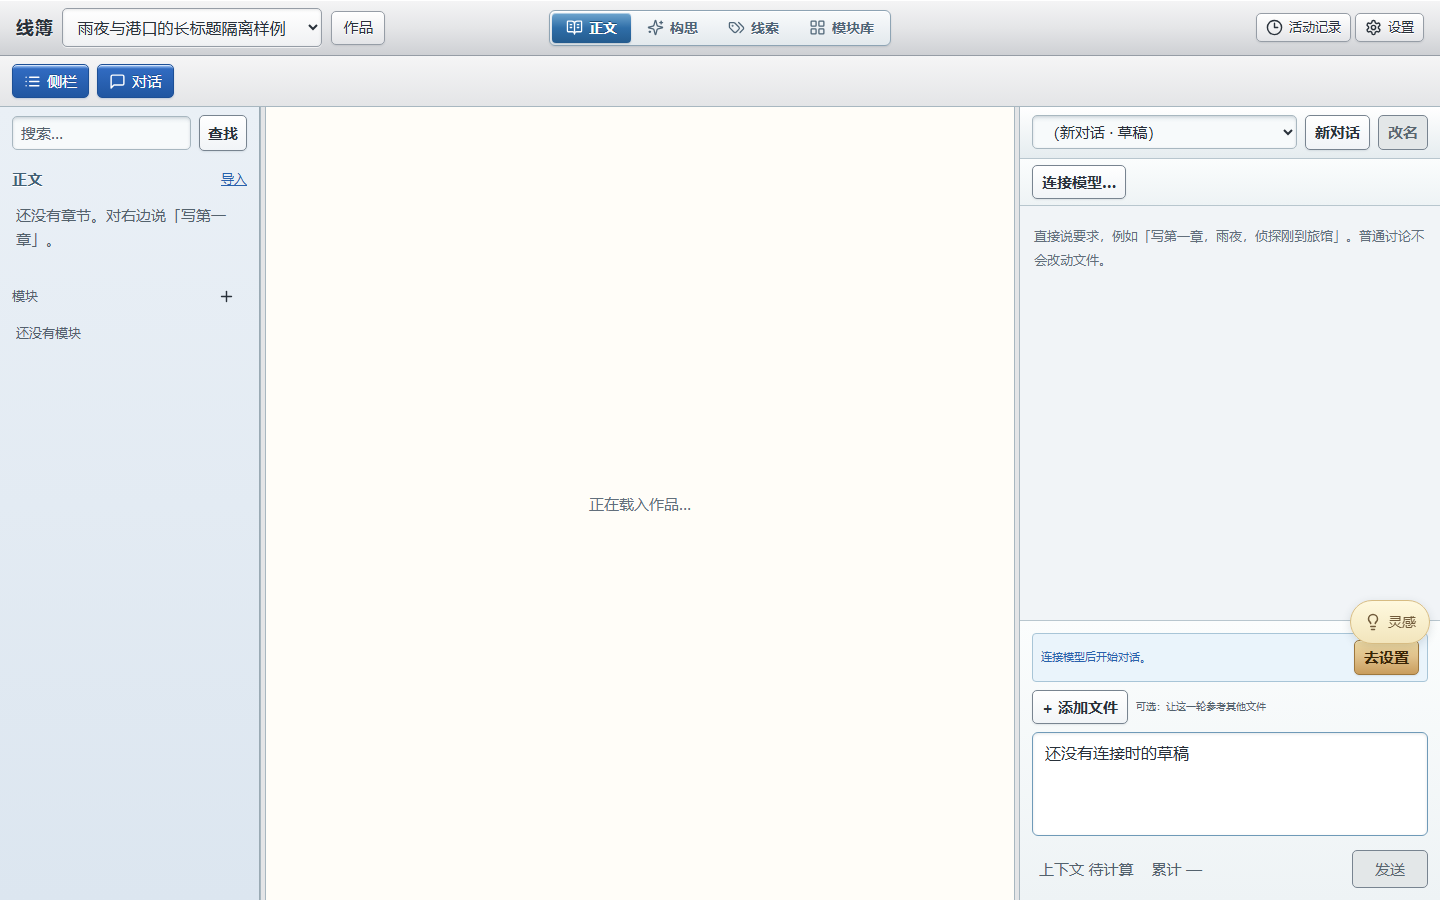 线簿
雨夜与港口的长标题隔离样例
作品
正文
构思
线索
模块库
活动记录
设置
侧栏
对话
搜索...
查找
正文
导入
还没有章节。对右边说「写第一
章」。
模块
+
还没有模块
正在载入作品...
(新对话 · 草稿)
新对话
改名
连接模型...
直接说要求，例如「写第一章，雨夜，侦探刚到旅馆」。普通讨论不
会改动文件。
灵感
连接模型后开始对话。
去设置
+ 添加文件
可选：让这一轮参考其他文件
还没有连接时的草稿
上下文 待计算
累计 —
发送